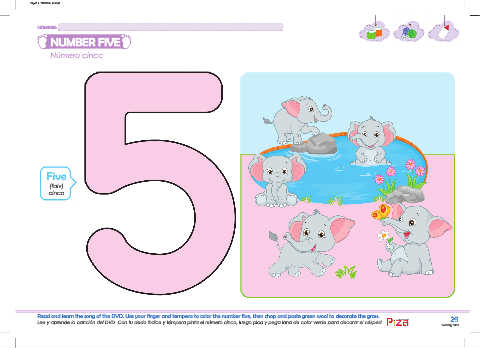 NUMBER FIVE
Número cinco
5
Five
(faiv)
cinco
Read and learn the song of the DVD. Use your finger and tempera to color the number five, then chop and paste green wool to decorate the grass.
Lee y aprende la canción del DVD. Con tu dedo índice y témpera pinta el número cinco, luego pica y pega lana de color verde para decorar el césped.
29